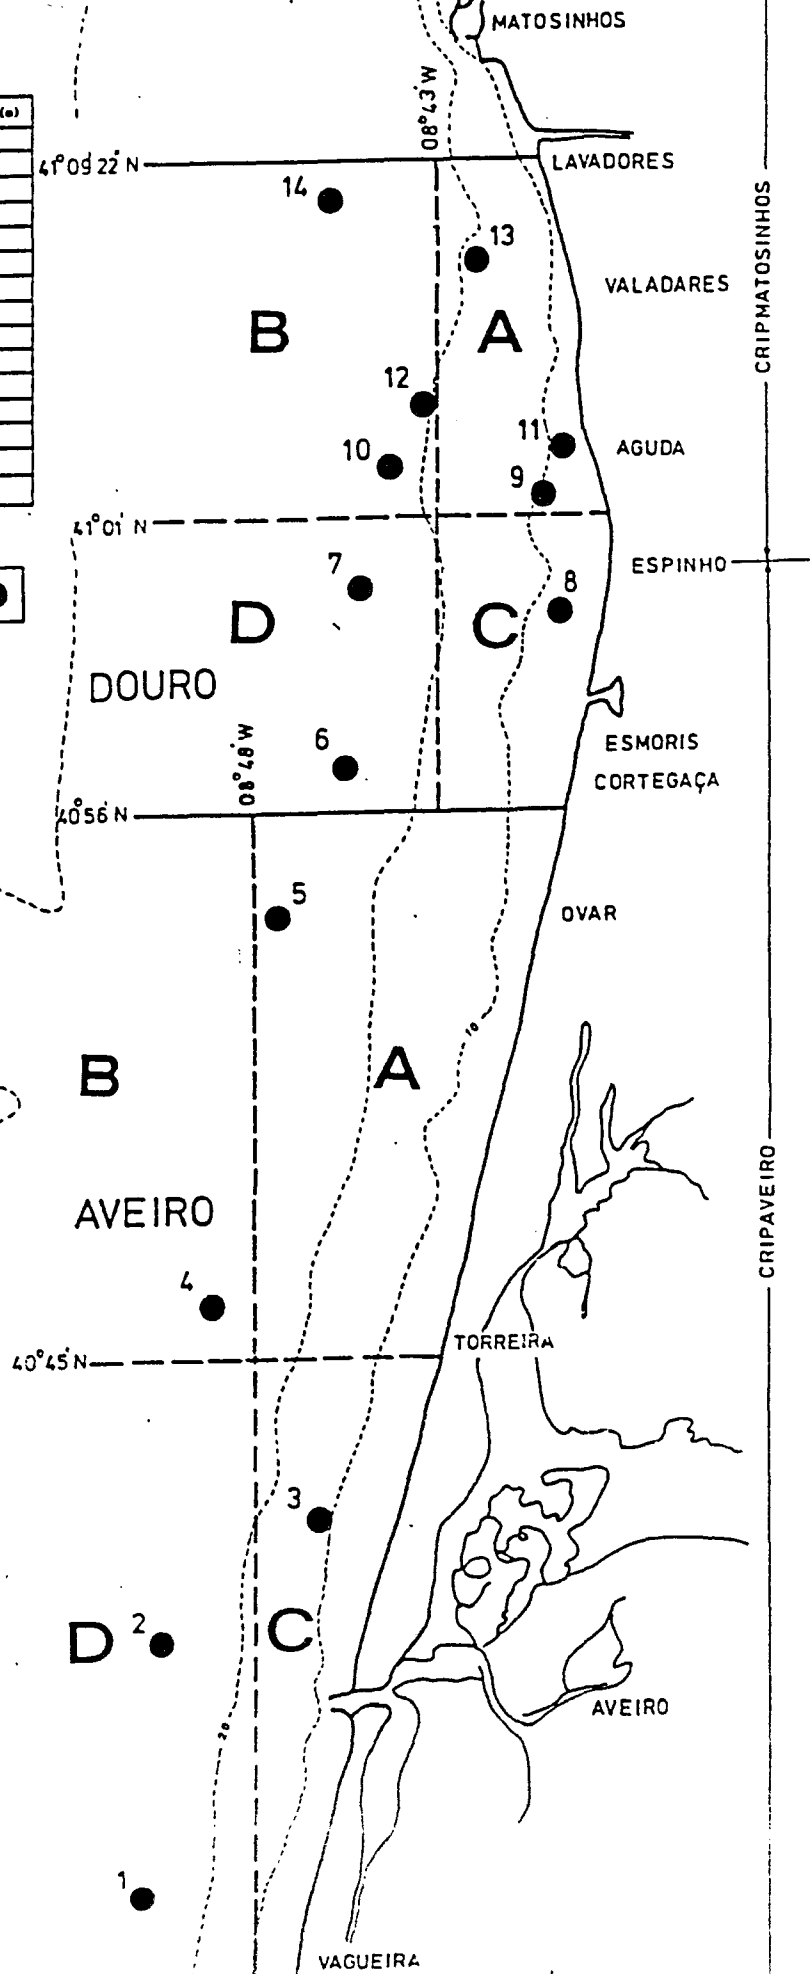 MATOSINHOS
08°43'W
(a)
41°09'22"N
LAVADORES
14
13
CRIPMATOSINHOS
VALADARES
B
A
12
11
10
AGUDA
9
41°01'N
ESPINHO
7
8
D
C
DOURO
6
08°48'W
ESMORIS
CORTEGAÇA
40°56'N
5
OVAR
10
B
A
CRIPAVEIRO
AVEIRO
4
TORREIRA
40°45'N
3
D
2
C
AVEIRO
20
1
VAGUEIRA